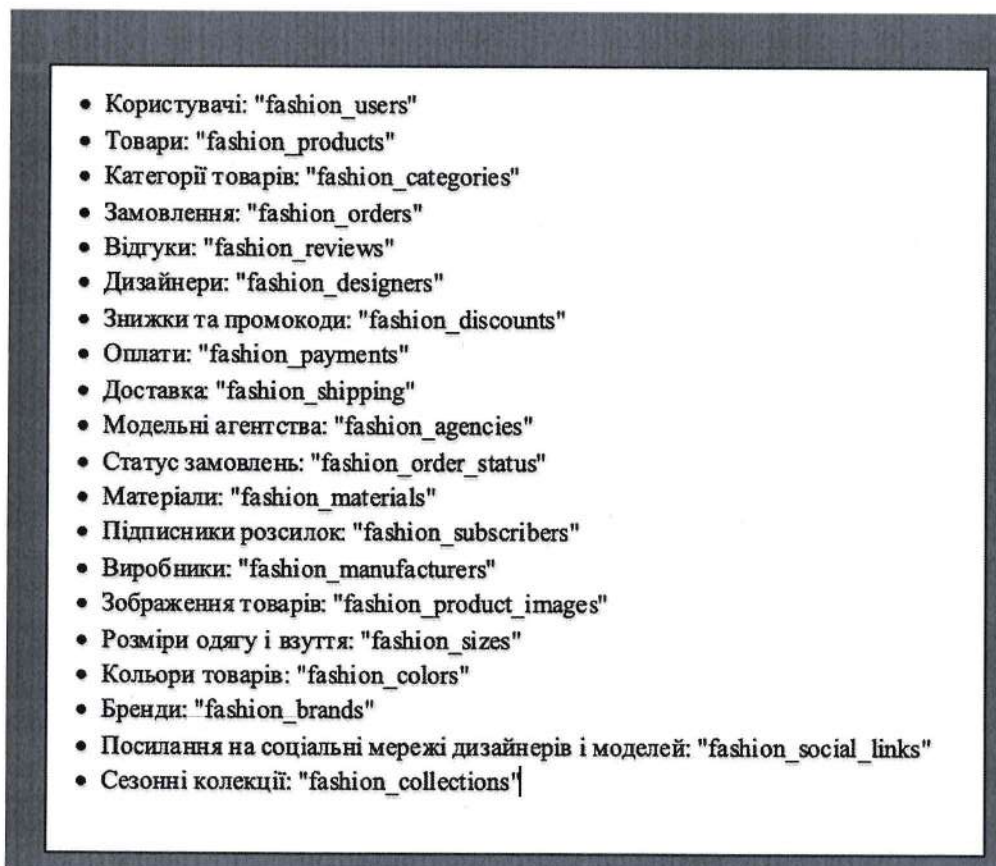 • Користувачі: "fashion_users"
• Товари: "fashion_products"
• Категорії товарів: "fashion_categories"
• Замовлення: "fashion_orders"
• Відгуки: "fashion_reviews"
• Дизайнери: "fashion_designers"
• Знижки та промокоди: "fashion_discounts"
• Оплати: "fashion_payments"
• Доставка: "fashion_shipping"
• Модельні агентства: "fashion_agencies"
• Статус замовлень: "fashion_order_status"
• Матеріали: "fashion_materials"
• Підписники розсилок: "fashion_subscribers"
• Виробники: "fashion_manufacturers"
• Зображення товарів: "fashion_product_images"
• Розміри одягу і взуття: "fashion_sizes"
• Кольори товарів: "fashion_colors"
• Бренди: "fashion_brands"
• Посилання на соціальні мережі дизайнерів і моделей: "fashion_social_links"
• Сезонні колекції: "fashion_collections"